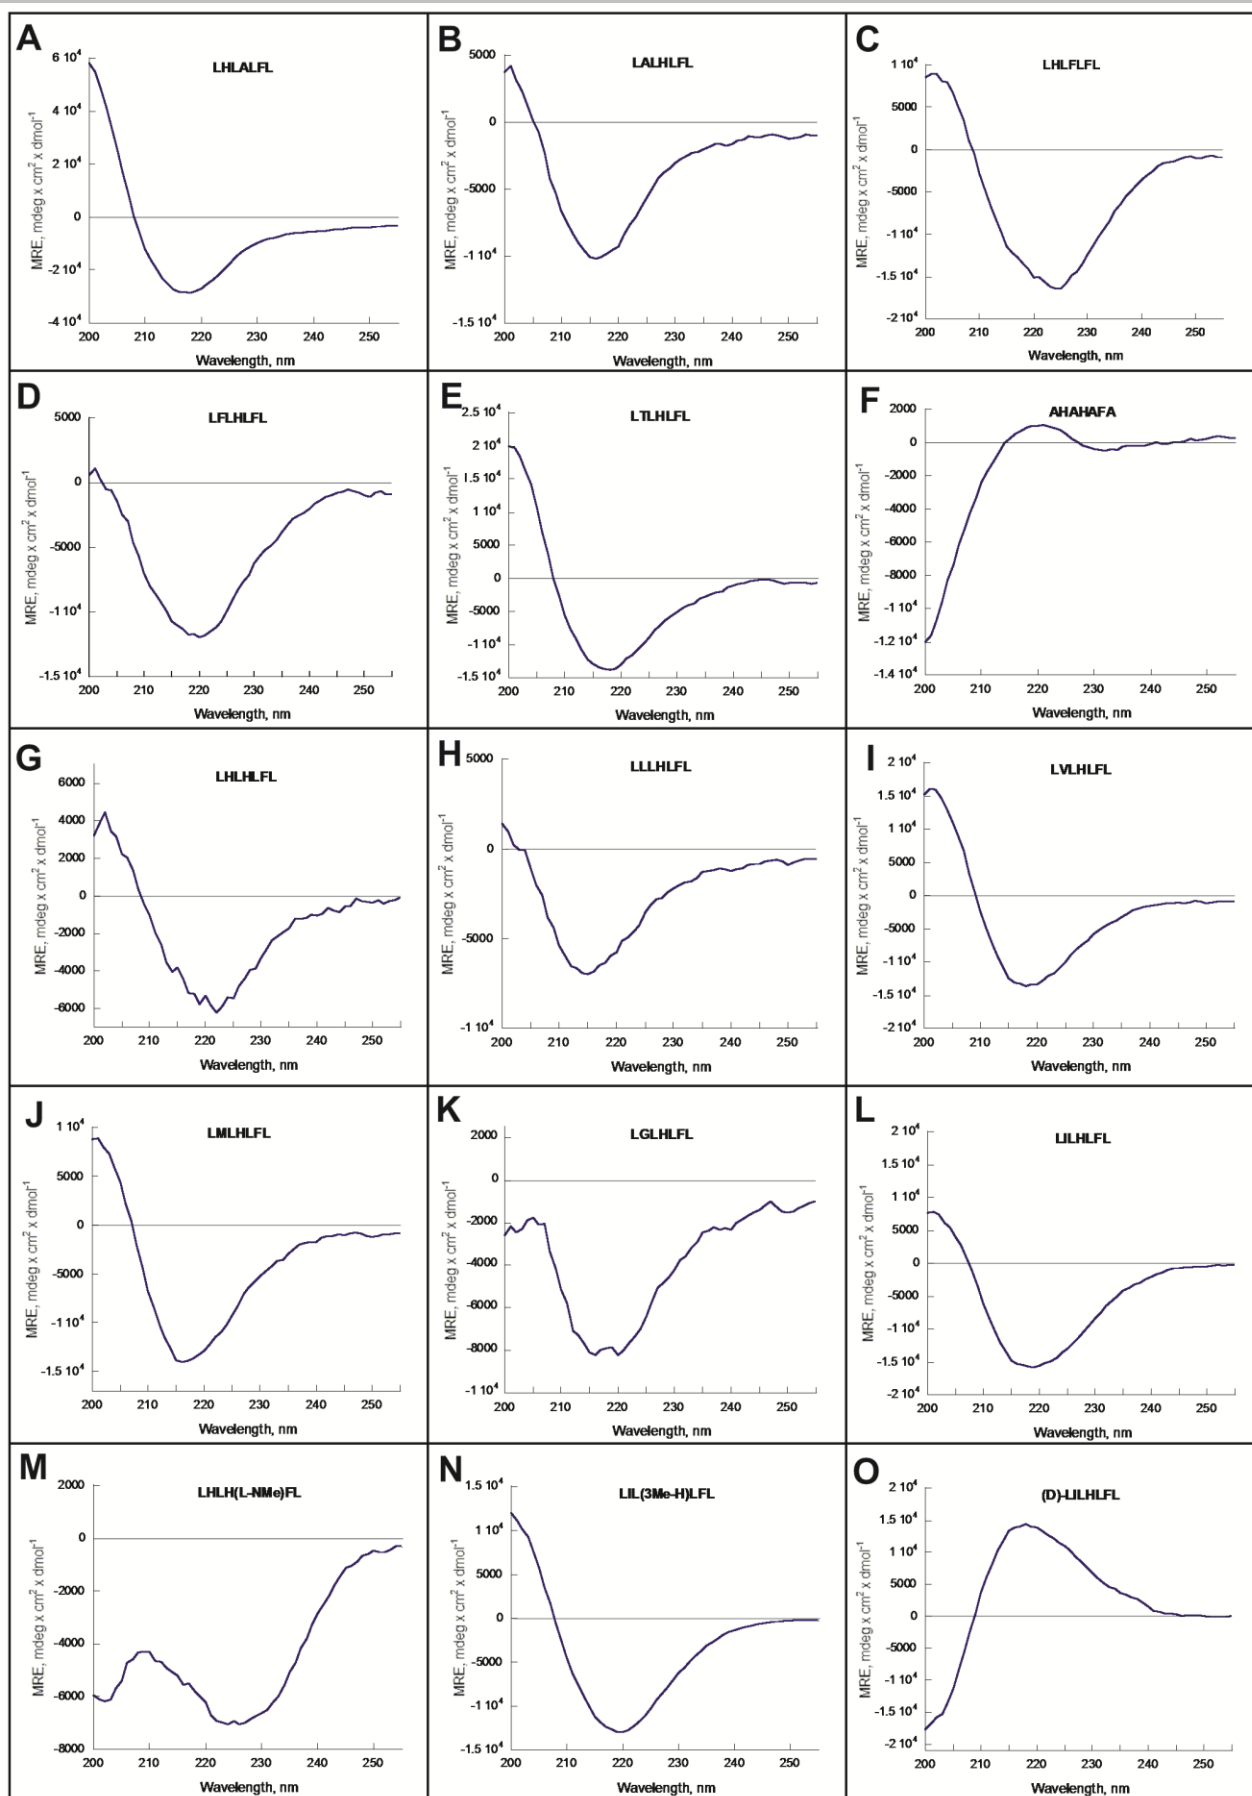 A
LHLALFL
MRE, mdeg x cm² x dmol⁻¹
6 10⁴
4 10⁴
2 10⁴
0
-2 10⁴
-4 10⁴
200 210 220 230 240 250
Wavelength, nm
B
LALHLFL
MRE, mdeg x cm² x dmol⁻¹
5000
0
-5000
-1 10⁴
-1.5 10⁴
200 210 220 230 240 250
Wavelength, nm
C
LHLFLFL
MRE, mdeg x cm² x dmol⁻¹
1 10⁴
5000
0
-5000
-1 10⁴
-1.5 10⁴
-2 10⁴
200 210 220 230 240 250
Wavelength, nm
D
LFLHLFL
MRE, mdeg x cm² x dmol⁻¹
5000
0
-5000
-1 10⁴
-1.5 10⁴
200 210 220 230 240 250
Wavelength, nm
E
LTLHLFL
MRE, mdeg x cm² x dmol⁻¹
2.5 10⁴
2 10⁴
1.5 10⁴
1 10⁴
5000
0
-5000
-1 10⁴
-1.5 10⁴
200 210 220 230 240 250
Wavelength, nm
F
AHAHAFA
MRE, mdeg x cm² x dmol⁻¹
2000
0
-2000
-4000
-6000
-8000
-1 10⁴
-1.2 10⁴
-1.4 10⁴
200 210 220 230 240 250
Wavelength, nm
G
LHLHLFL
MRE, mdeg x cm² x dmol⁻¹
6000
4000
2000
0
-2000
-4000
-6000
200 210 220 230 240 250
Wavelength, nm
H
LLLHLFL
MRE, mdeg x cm² x dmol⁻¹
5000
0
-5000
-1 10⁴
200 210 220 230 240 250
Wavelength, nm
I
LVLHLFL
MRE, mdeg x cm² x dmol⁻¹
2 10⁴
1.5 10⁴
1 10⁴
5000
0
-5000
-1 10⁴
-1.5 10⁴
-2 10⁴
200 210 220 230 240 250
Wavelength, nm
J
LMLHLFL
MRE, mdeg x cm² x dmol⁻¹
1 10⁴
5000
0
-5000
-1 10⁴
-1.5 10⁴
200 210 220 230 240 250
Wavelength, nm
K
LGLHLFL
MRE, mdeg x cm² x dmol⁻¹
2000
0
-2000
-4000
-6000
-8000
-1 10⁴
200 210 220 230 240 250
Wavelength, nm
L
LILHLFL
MRE, mdeg x cm² x dmol⁻¹
2 10⁴
1.5 10⁴
1 10⁴
5000
0
-5000
-1 10⁴
-1.5 10⁴
-2 10⁴
200 210 220 230 240 250
Wavelength, nm
M
LHLH(L-NMe)FL
MRE, mdeg x cm² x dmol⁻¹
2000
0
-2000
-4000
-6000
-8000
200 210 220 230 240 250
Wavelength, nm
N
LIL(3Me-H)LFL
MRE, mdeg x cm² x dmol⁻¹
1.5 10⁴
1 10⁴
5000
0
-5000
-1 10⁴
-1.5 10⁴
200 210 220 230 240 250
Wavelength, nm
O
(D)-LILHLFL
MRE, mdeg x cm² x dmol⁻¹
2 10⁴
1.5 10⁴
1 10⁴
5000
0
-5000
-1 10⁴
-1.5 10⁴
-2 10⁴
200 210 220 230 240 250
Wavelength, nm